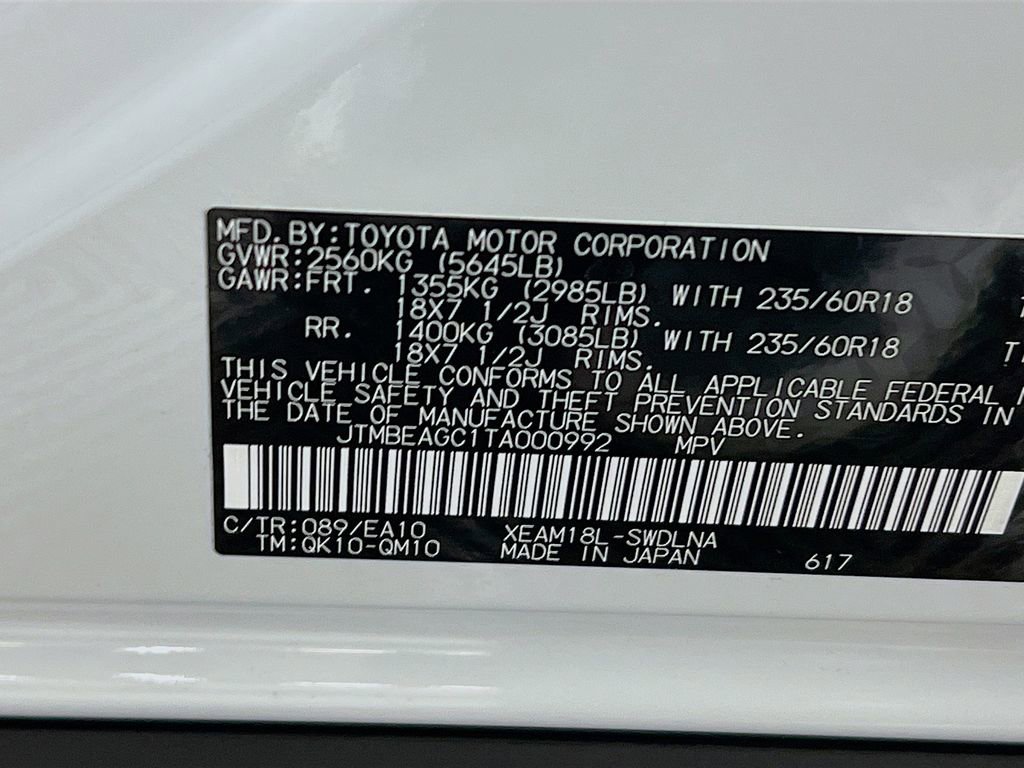 MFD. BY: TOYOTA MOTOR CORPORATION
GVWR: 2560KG (5645LB)
GAWR: FRT. 1355KG (2985LB) WITH 235/60R18
18X7 1/2J RIMS.
RR. 1400KG (3085LB) WITH 235/60R18
18X7 1/2J RIMS.
THIS VEHICLE CONFORMS TO ALL APPLICABLE FEDERAL
VEHICLE SAFETY AND THEFT PREVENTION STANDARDS IN
THE DATE OF MANUFACTURE SHOWN ABOVE.
JTMBEAGC1TA000992 MPV
C/TR: 089/EA10 XEAM18L-SWDLNA
TM: QK10-QM10 MADE IN JAPAN 617